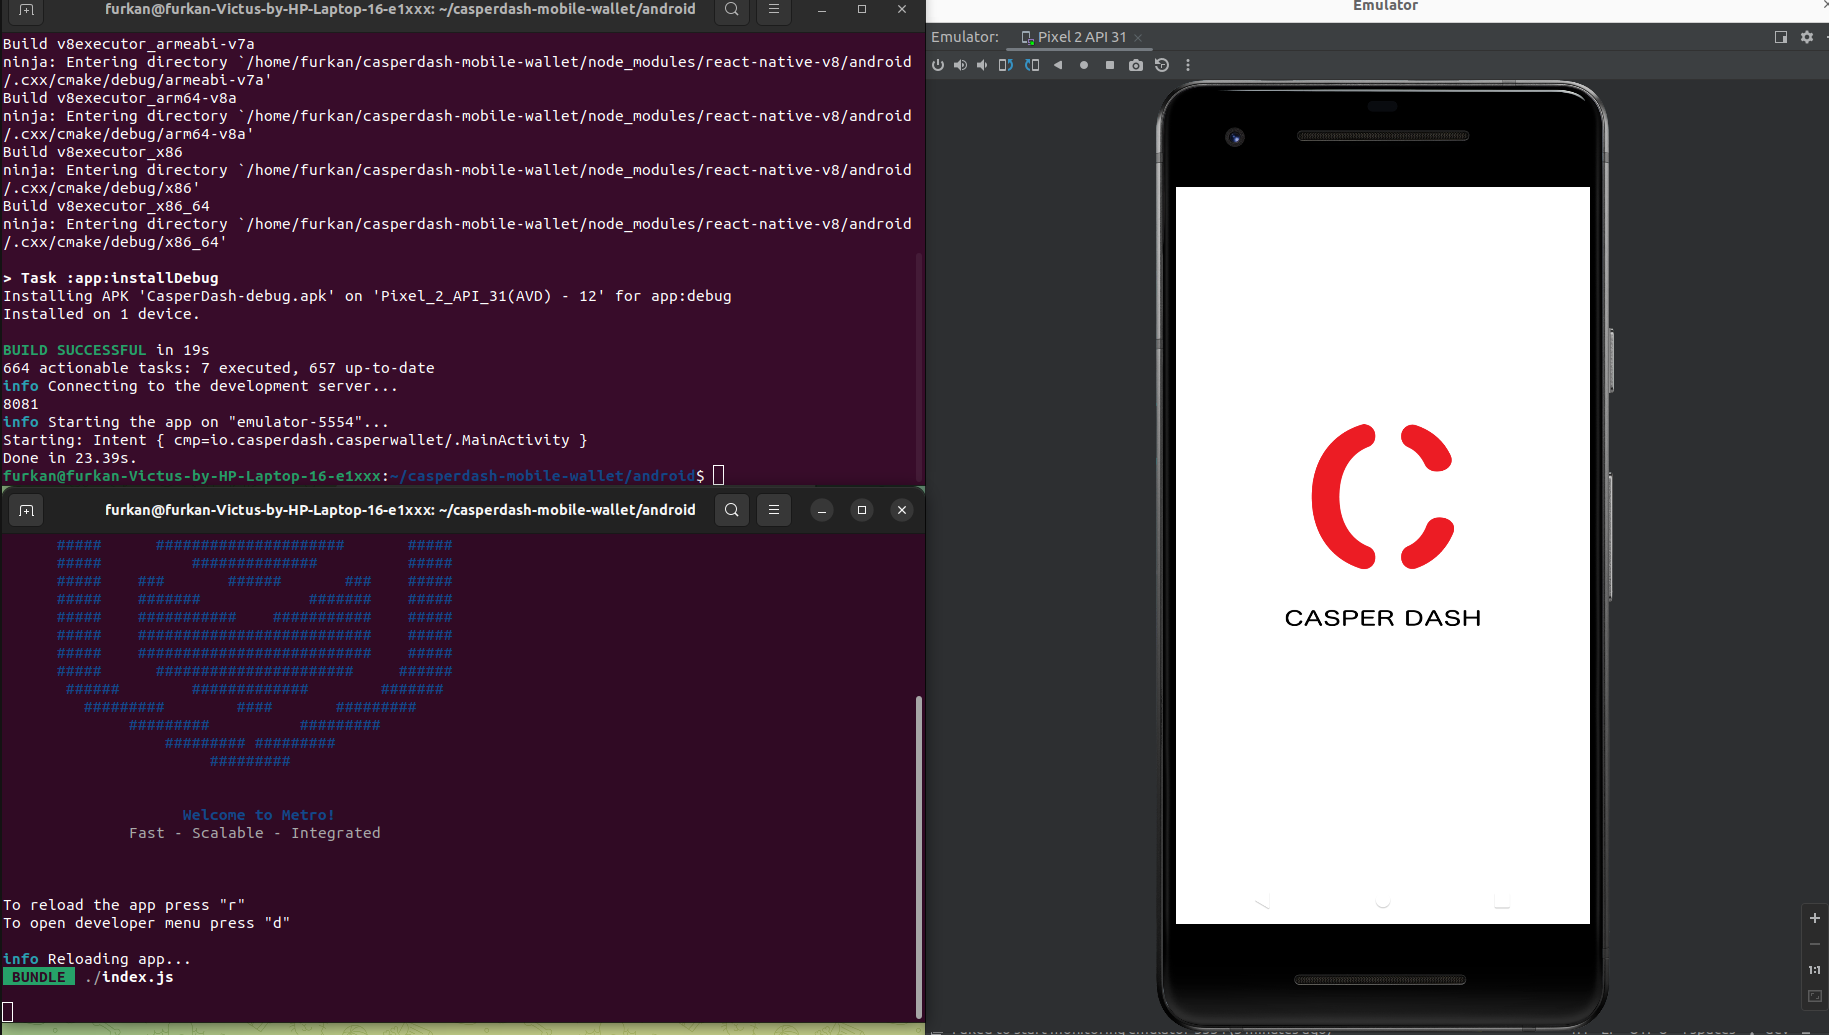 furkan@furkan-Victus-by-HP-Laptop-16-e1xxx: ~/casperdash-mobile-wallet/android
Build v8executor_armeabi-v7a
ninja: Entering directory `/home/furkan/casperdash-mobile-wallet/node_modules/react-native-v8/android
/.cxx/cmake/debug/armeabi-v7a'
Build v8executor_arm64-v8a
ninja: Entering directory `/home/furkan/casperdash-mobile-wallet/node_modules/react-native-v8/android
/.cxx/cmake/debug/arm64-v8a'
Build v8executor_x86
ninja: Entering directory `/home/furkan/casperdash-mobile-wallet/node_modules/react-native-v8/android
/.cxx/cmake/debug/x86'
Build v8executor_x86_64
ninja: Entering directory `/home/furkan/casperdash-mobile-wallet/node_modules/react-native-v8/android
/.cxx/cmake/debug/x86_64'
> Task :app:installDebug
Installing APK 'CasperDash-debug.apk' on 'Pixel_2_API_31(AVD) - 12' for app:debug
Installed on 1 device.
BUILD SUCCESSFUL in 19s
664 actionable tasks: 7 executed, 657 up-to-date
info Connecting to the development server...
8081
info Starting the app on "emulator-5554"...
Starting: Intent { cmp=io.casperdash.casperwallet/.MainActivity }
Done in 23.39s.
furkan@furkan-Victus-by-HP-Laptop-16-e1xxx:~/casperdash-mobile-wallet/android$
furkan@furkan-Victus-by-HP-Laptop-16-e1xxx: ~/casperdash-mobile-wallet/android
##### ##################### #####
##### ############## #####
##### ### ###### ### #####
##### ####### ####### #####
##### ########### ########### #####
##### ########################## #####
##### ########################## #####
##### ###################### ######
###### ############# #######
######### #### #########
######### #########
######### #########
#########
Welcome to Metro!
Fast - Scalable - Integrated
To reload the app press "r"
To open developer menu press "d"
info Reloading app...
BUNDLE ./index.js
Emulator
Emulator: Pixel 2 API 31
CASPER DASH
1:1